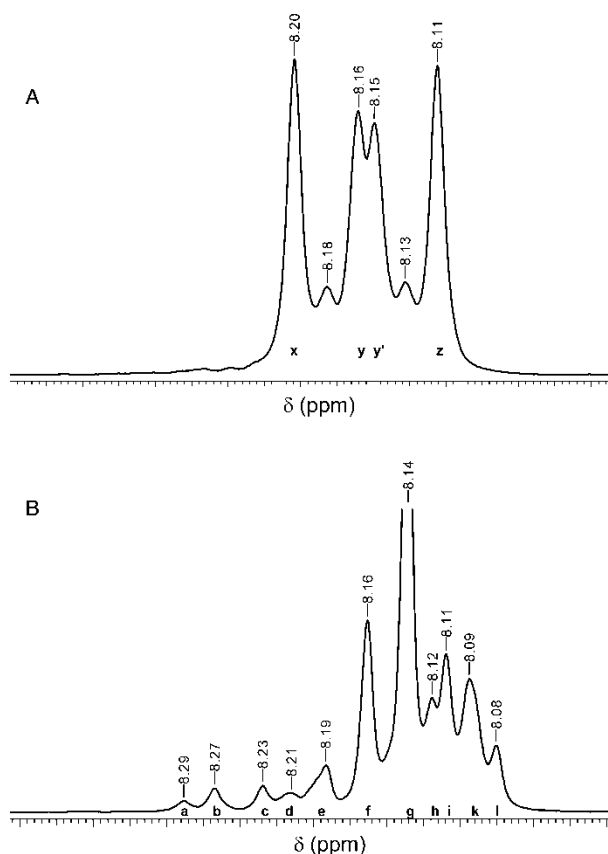 A
8.20
8.18
8.16
8.15
8.13
8.11
x
y
y'
z
δ (ppm)
B
8.29
8.27
8.23
8.21
8.19
8.16
8.14
8.12
8.11
8.09
8.08
a
b
c
d
e
f
g
h
i
k
l
δ (ppm)